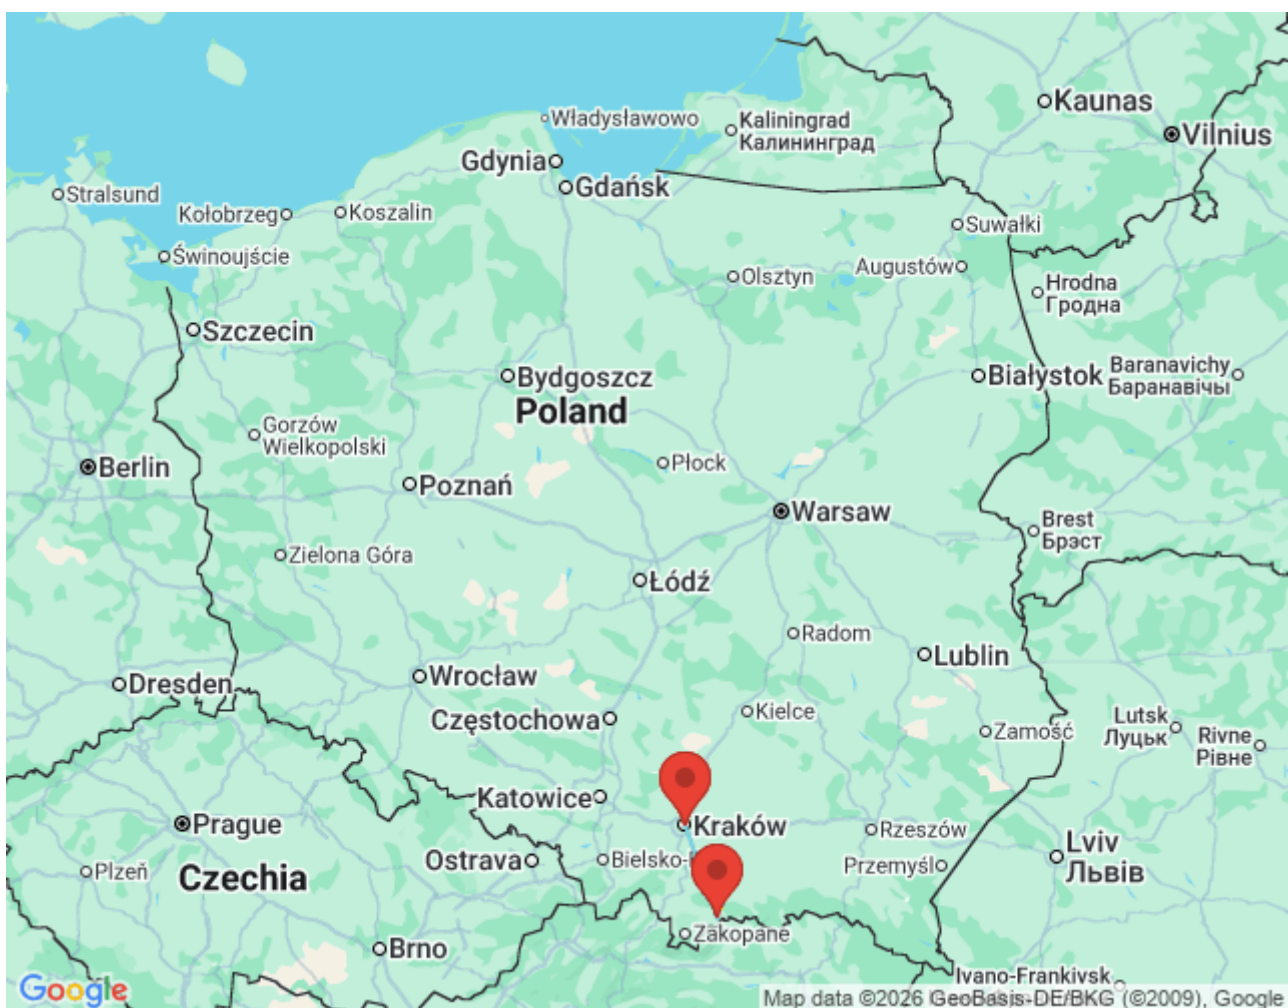 Władysławowo
Kaliningrad
Калининград
Kaunas
Vilnius
Gdynia
Gdańsk
Stralsund
Kołobrzeg
Koszalin
Suwałki
Świnoujście
Augustów
Olsztyn
Hrodna
Гродна
Szczecin
Bydgoszcz
Poland
Białystok
Baranavichy
Баранавічы
Gorzów
Wielkopolski
Berlin
Płock
Poznań
Warsaw
Brest
Брэст
Zielona Góra
Łódź
Radom
Lublin
Wrocław
Dresden
Częstochowa
Kielce
Zamość
Lutsk
Луцьк
Rivne
Рівне
Katowice
Kraków
Rzeszów
Prague
Plzeň
Czechia
Ostrava
Przemyśl
Lviv
Львів
Zakopane
Brno
Ivano-Frankivsk
Google
Map data ©2026 GeoBasis-DE/BKG (©2009), Google